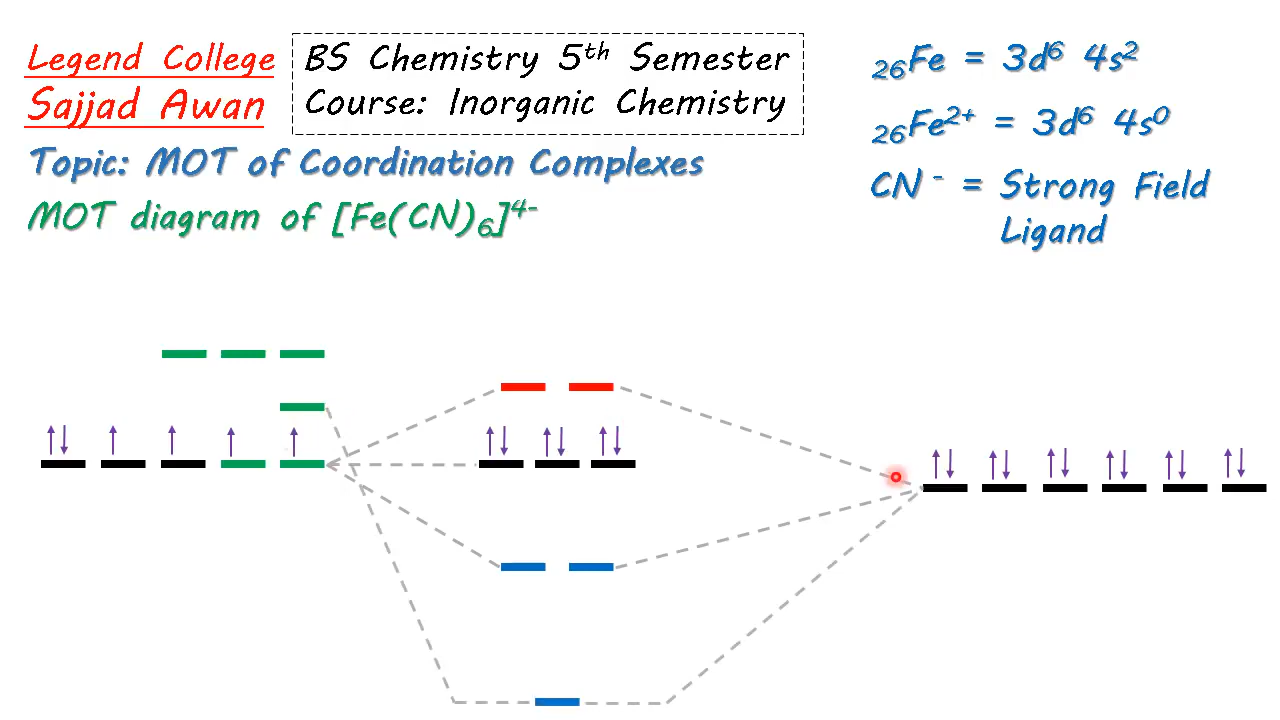 Legend College
Sajjad Awan
BS Chemistry 5th Semester
Course: Inorganic Chemistry
Topic: MOT of Coordination Complexes
MOT diagram of [Fe(CN)₆]⁴⁻
₂₆Fe = 3d⁶ 4s²
₂₆Fe²⁺ = 3d⁶ 4s⁰
CN⁻ = Strong Field
Ligand